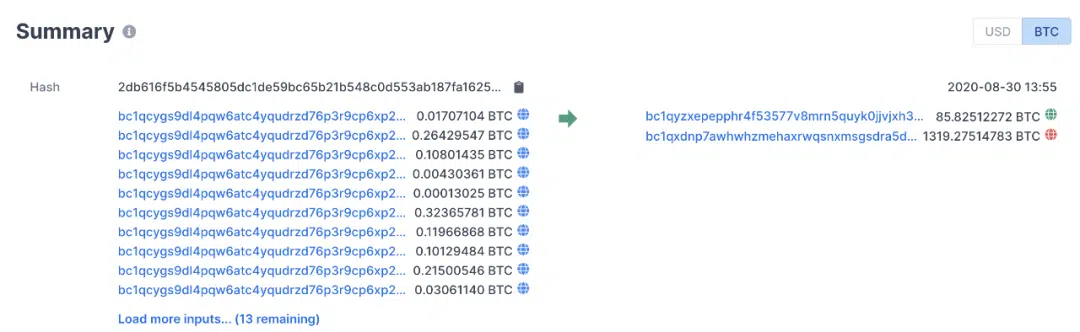 Summary
USD BTC
Hash 2db616f5b4545805dc1de59bc65b21b548c0d553ab187fa1625... 2020-08-30 13:55
bc1qcygs9dl4pqw6atc4yqudrzd76p3r9cp6xp2... 0.01707104 BTC bc1qyzxepepphr4f53577v8mrn5quyk0jjvjxh3... 85.82512272 BTC
bc1qcygs9dl4pqw6atc4yqudrzd76p3r9cp6xp2... 0.26429547 BTC bc1qxdnp7awhwhzmehaxrwqsnxmsgsdra5d... 1319.27514783 BTC
bc1qcygs9dl4pqw6atc4yqudrzd76p3r9cp6xp2... 0.10801435 BTC
bc1qcygs9dl4pqw6atc4yqudrzd76p3r9cp6xp2... 0.00430361 BTC
bc1qcygs9dl4pqw6atc4yqudrzd76p3r9cp6xp2... 0.00013025 BTC
bc1qcygs9dl4pqw6atc4yqudrzd76p3r9cp6xp2... 0.32365781 BTC
bc1qcygs9dl4pqw6atc4yqudrzd76p3r9cp6xp2... 0.11966868 BTC
bc1qcygs9dl4pqw6atc4yqudrzd76p3r9cp6xp2... 0.10129484 BTC
bc1qcygs9dl4pqw6atc4yqudrzd76p3r9cp6xp2... 0.21500546 BTC
bc1qcygs9dl4pqw6atc4yqudrzd76p3r9cp6xp2... 0.03061140 BTC
Load more inputs... (13 remaining)